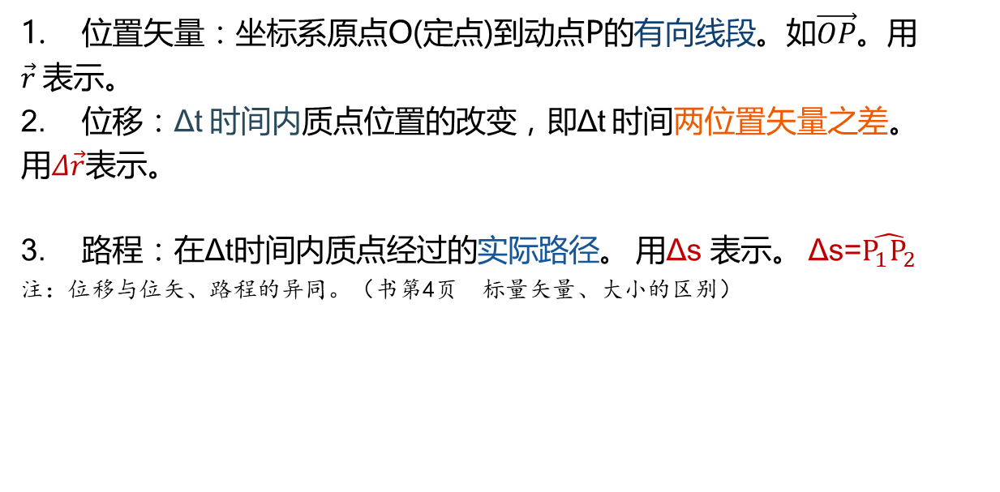 1. 位置矢量：坐标系原点O(定点)到动点P的有向线段。如$\overrightarrow{OP}$。用
$\vec{r}$ 表示。
2. 位移：Δt 时间内质点位置的改变，即Δt 时间两位置矢量之差。
用$\Delta\vec{r}$表示。
3. 路程：在Δt时间内质点经过的实际路径。 用Δs 表示。 Δs=$\widehat{P_1P_2}$
注：位移与位矢、路程的异同。（书第4页 标量矢量、大小的区别）